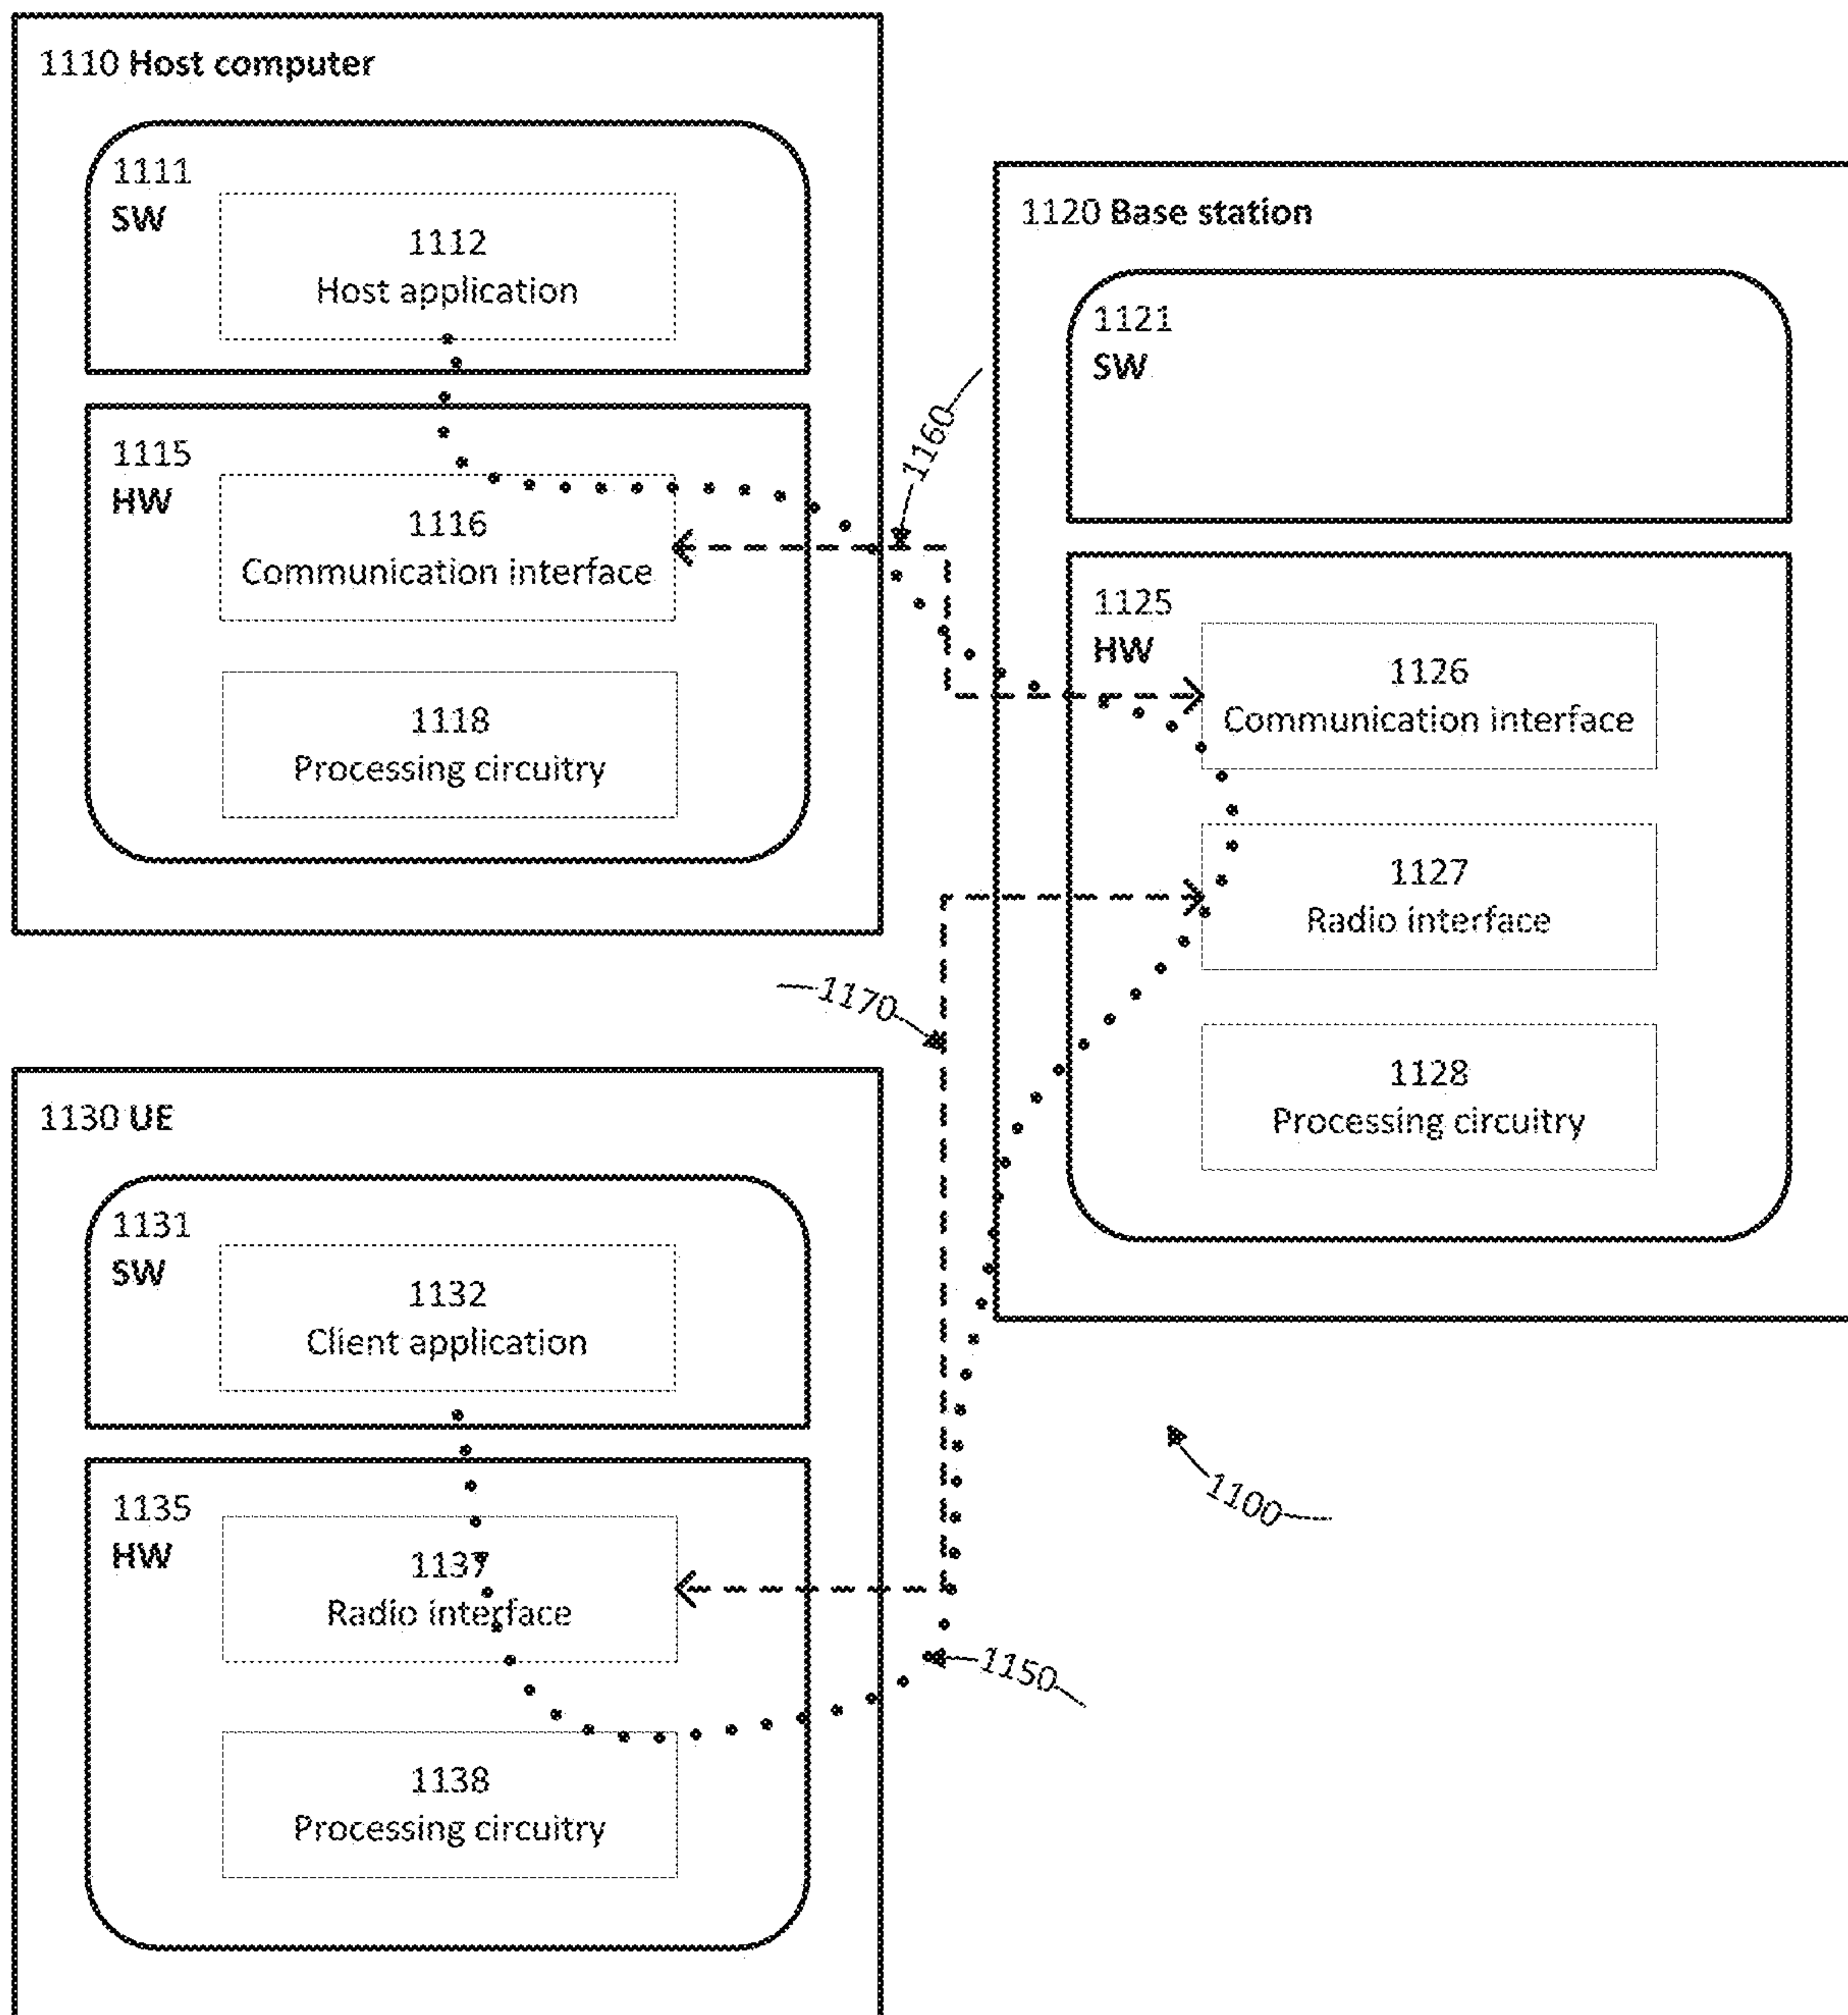 1110 Host computer
1111
SW
1112
Host application
1115
HW
1116
Communication interface
1118
Processing circuitry
1160
1120 Base station
1121
SW
1125
HW
1126
Communication interface
1127
Radio interface
1128
Processing circuitry
1170
1130 UE
1131
SW
1132
Client application
1135
HW
1137
Radio interface
1138
Processing circuitry
1100
1150